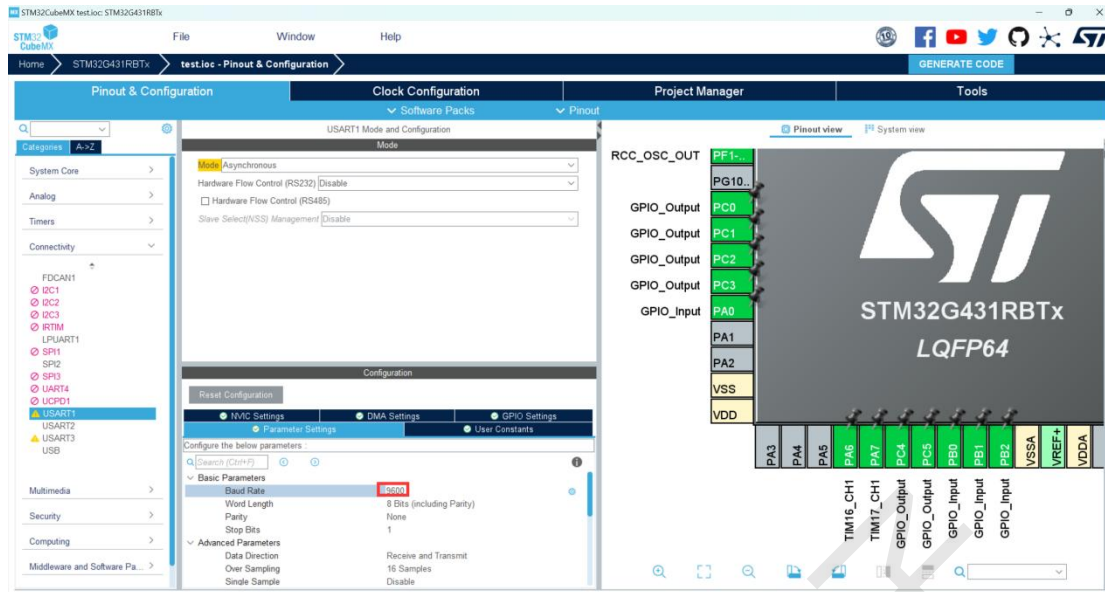 MX STM32CubeMX test.ioc: STM32G431RBTx
STM32 CubeMX
File Window Help
Home STM32G431RBTx test.ioc - Pinout & Configuration GENERATE CODE
Pinout & Configuration Clock Configuration Project Manager Tools
Software Packs Pinout
Categories A->Z
System Core
Analog
Timers
Connectivity
FDCAN1
I2C1
I2C2
I2C3
IRTIM
LPUART1
SPI1
SPI2
SPI3
UART4
UCPD1
USART1
USART2
USART3
USB
Multimedia
Security
Computing
Middleware and Software Pa...
USART1 Mode and Configuration
Mode
Mode Asynchronous
Hardware Flow Control (RS232) Disable
Hardware Flow Control (RS485)
Slave Select(NSS) Management Disable
Configuration
Reset Configuration
NVIC Settings DMA Settings GPIO Settings
Parameter Settings User Constants
Configure the below parameters :
Search (Ctrl+F)
Basic Parameters
Baud Rate 9600
Word Length 8 Bits (including Parity)
Parity None
Stop Bits 1
Advanced Parameters
Data Direction Receive and Transmit
Over Sampling 16 Samples
Single Sample Disable
Pinout view System view
RCC_OSC_OUT PF1-..
PG10..
GPIO_Output PC0
GPIO_Output PC1
GPIO_Output PC2
GPIO_Output PC3
GPIO_Input PA0
PA1
PA2
VSS
VDD
STM32G431RBTx
LQFP64
PA3
PA4
PA5
PA6
PA7
PC4
PC5
PB0
PB1
PB2
VSSA
VREF+
VDDA
TIM16_CH1
TIM17_CH1
GPIO_Output
GPIO_Output
GPIO_Input
GPIO_Input
GPIO_Input